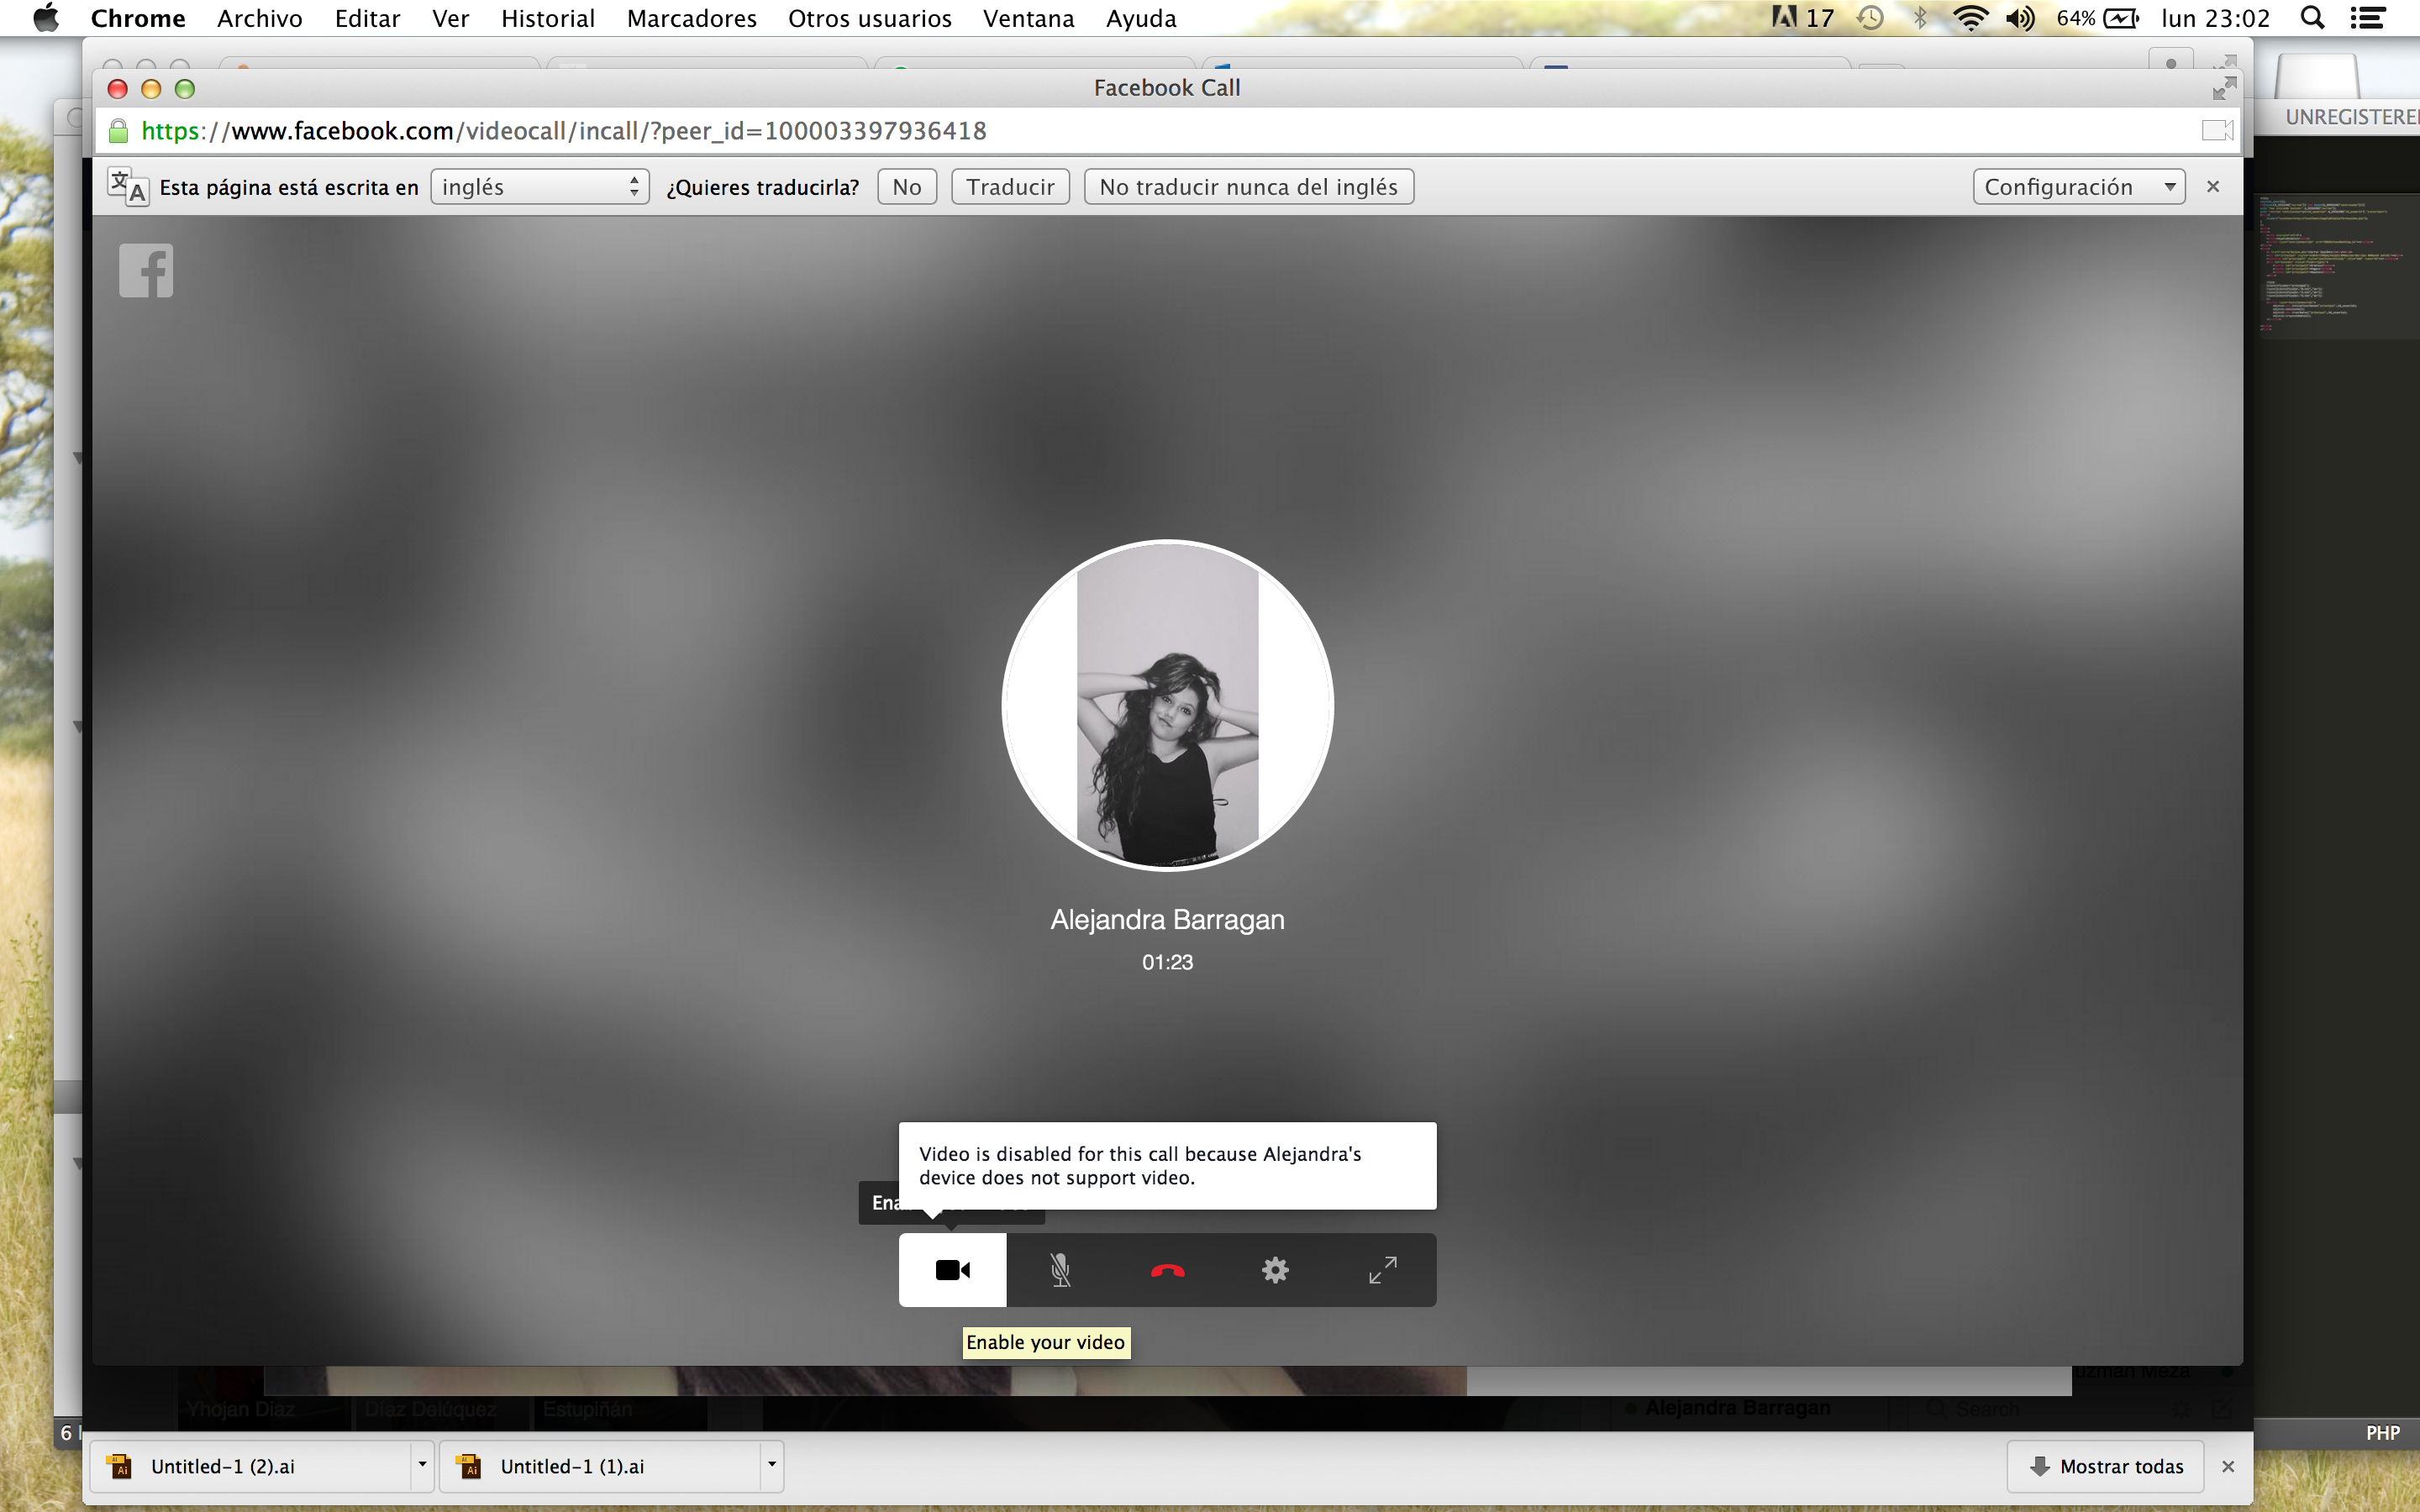 Chrome Archivo Editar Ver Historial Marcadores Otros usuarios Ventana Ayuda 17 64% lun 23:02
Facebook Call
https://www.facebook.com/videocall/incall/?peer_id=100003397936418
UNREGISTERE
Esta página está escrita en inglés ¿Quieres traducirla? No Traducir No traducir nunca del inglés Configuración
Alejandra Barragan
01:23
Video is disabled for this call because Alejandra's
device does not support video.
Enable your video
Yhojan Díaz Díaz Delúquez Estupiñán Alejandra Barragan Search
6
PHP
Untitled-1 (2).ai Untitled-1 (1).ai Mostrar todas